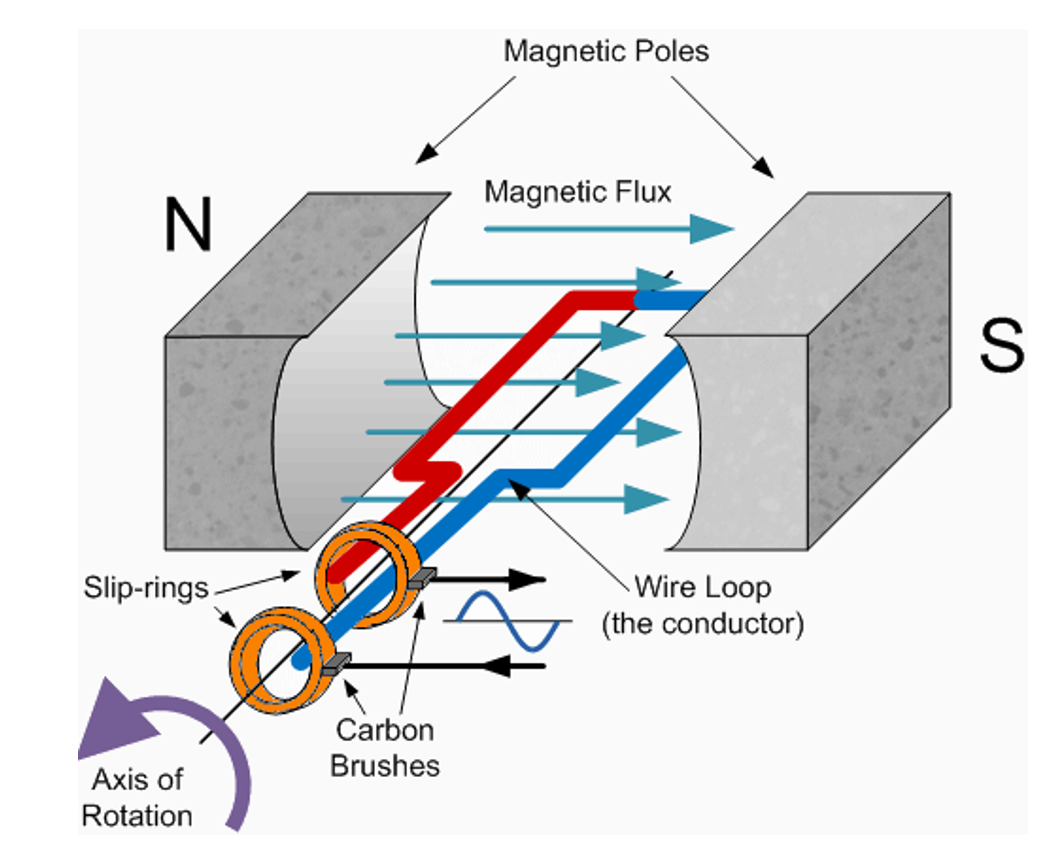 Magnetic Poles
Magnetic Flux
N
S
Slip-rings
Wire Loop
(the conductor)
Carbon
Brushes
Axis of
Rotation